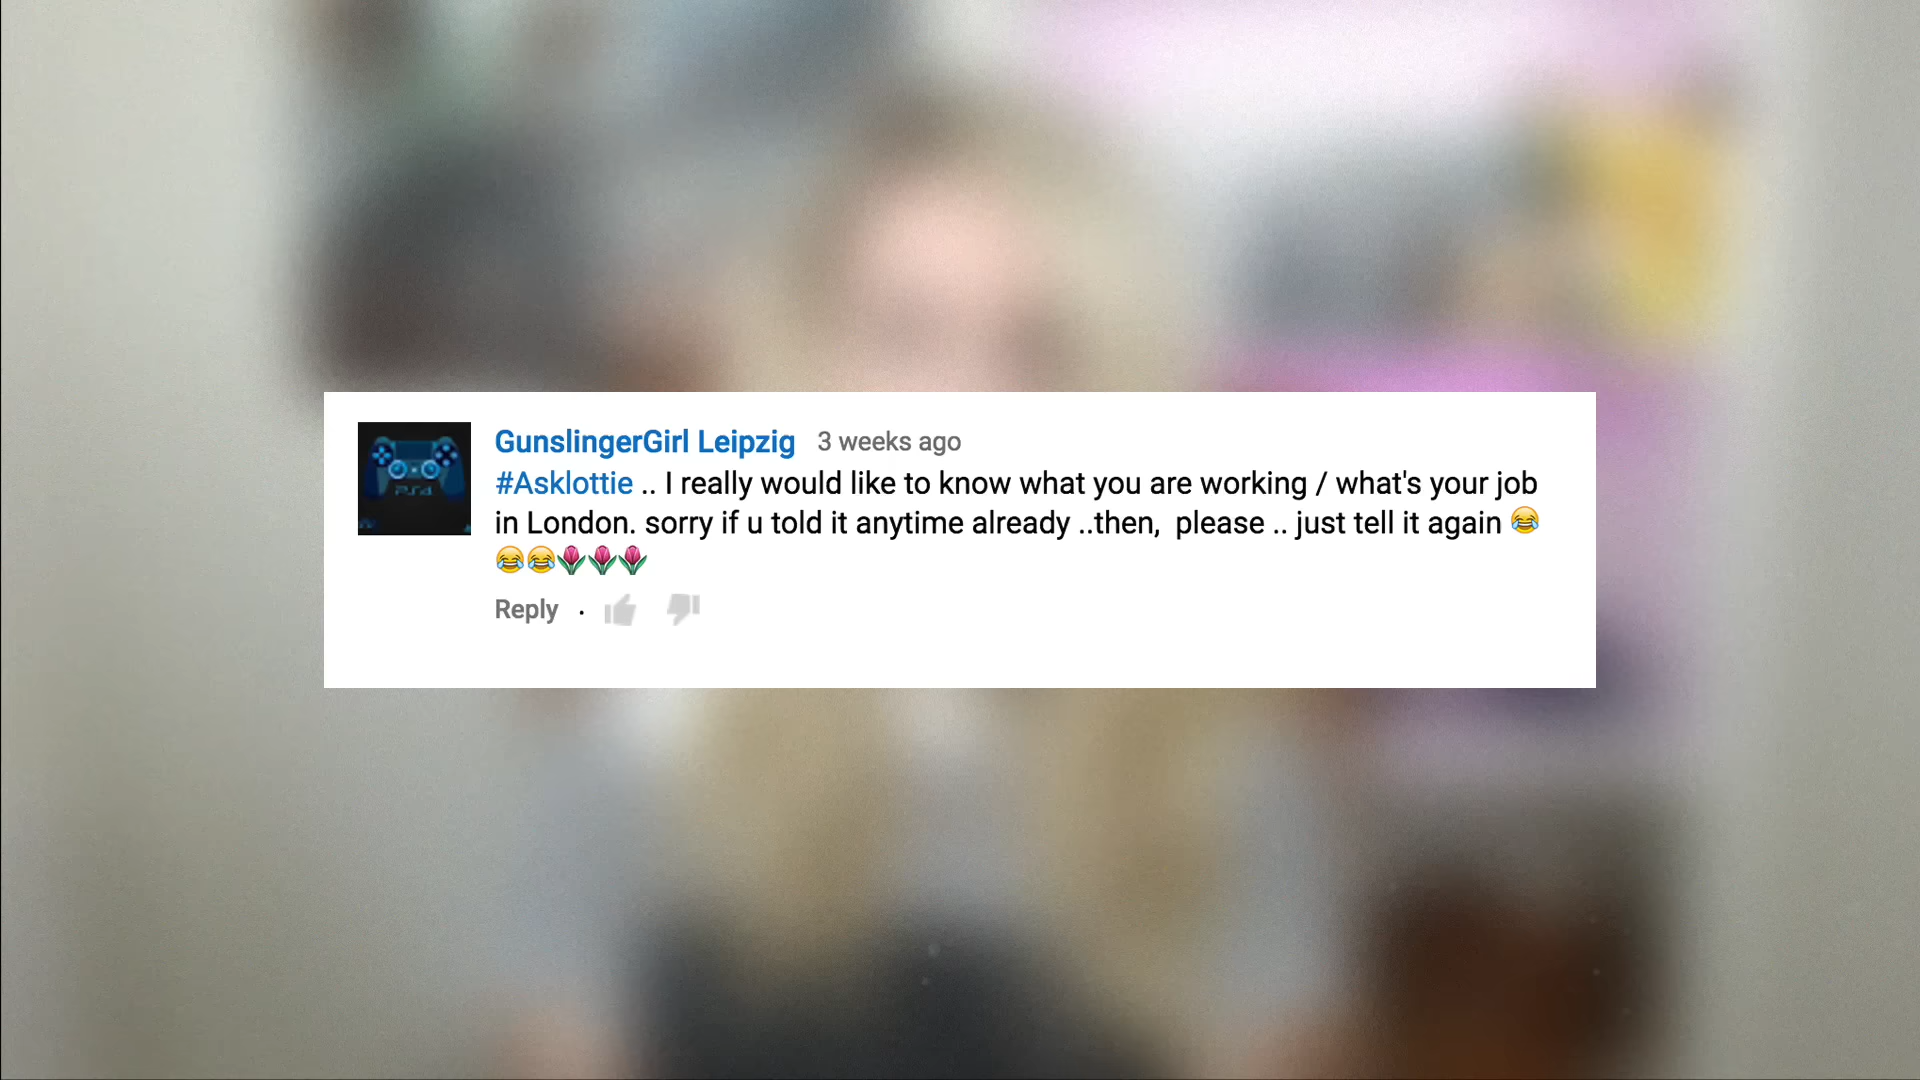 GunslingerGirl Leipzig 3 weeks ago
#Asklottie .. I really would like to know what you are working / what's your job
in London. sorry if u told it anytime already ..then, please .. just tell it again 😂
😂😂🌷🌷🌷
Reply ·
PS4